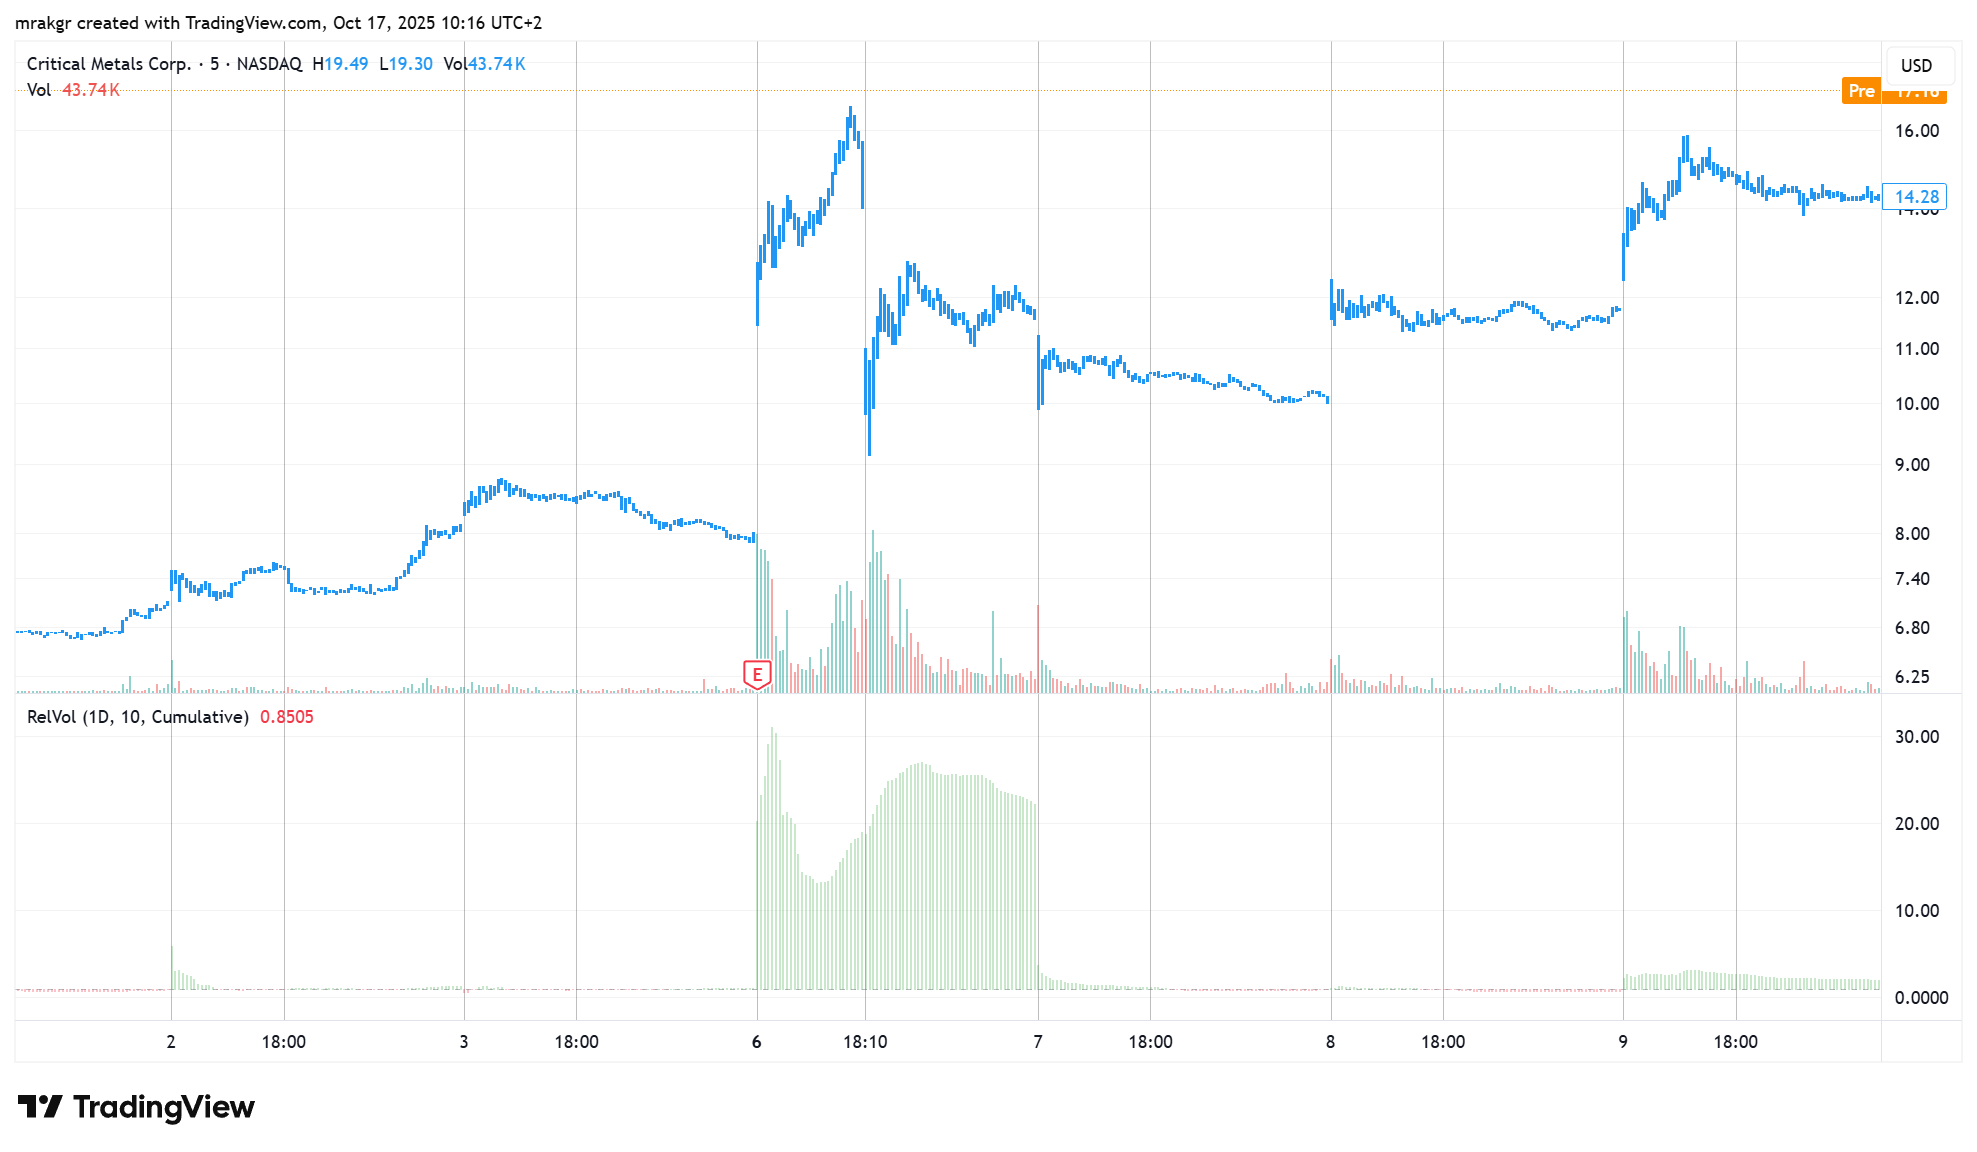 mrakgr created with TradingView.com, Oct 17, 2025 10:16 UTC+2
Critical Metals Corp. · 5 · NASDAQ H19.49 L19.30 Vol43.74K
USD
Vol 43.74K
Pre 17.16
16.00
14.28
14.00
12.00
11.00
10.00
9.00
8.00
7.40
6.80
E
6.25
RelVol (1D, 10, Cumulative) 0.8505
30.00
20.00
10.00
0.0000
2 18:00 3 18:00 6 18:10 7 18:00 8 18:00 9 18:00
TradingView